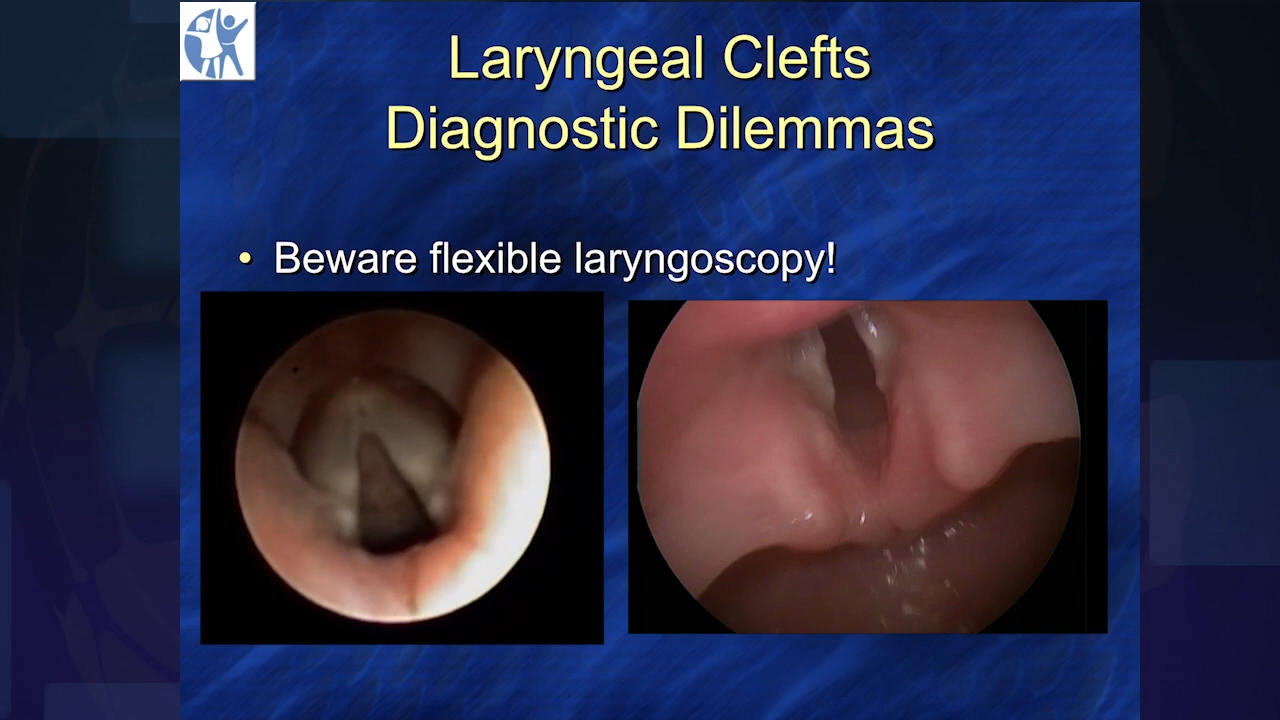 Laryngeal Clefts
Diagnostic Dilemmas
• Beware flexible laryngoscopy!